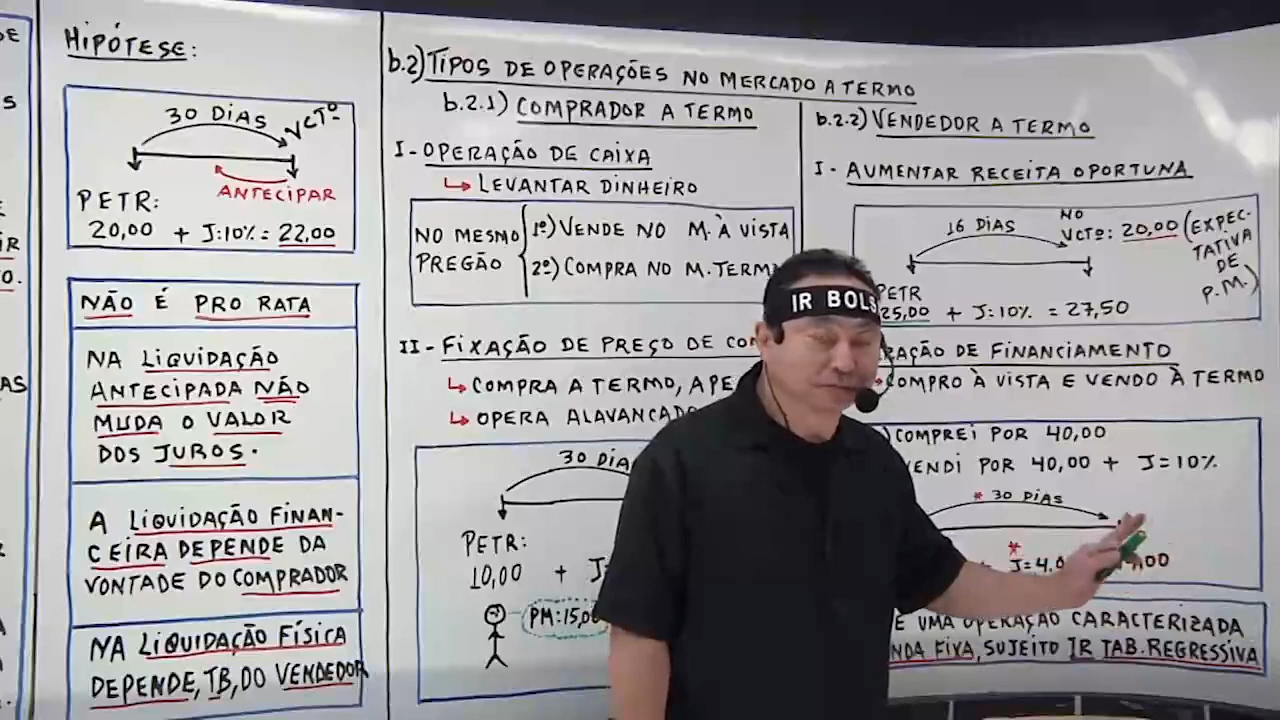 HIPÓTESE:
30 DIAS
VCTº
ANTECIPAR
PETR:
20,00 + J:10% = 22,00
NÃO É PRO RATA
NA LIQUIDAÇÃO
ANTECIPADA NÃO
MUDA O VALOR
DOS JUROS.
A LIQUIDAÇÃO FINAN-
CEIRA DEPENDE DA
VONTADE DO COMPRADOR
NA LIQUIDAÇÃO FÍSICA
DEPENDE, TB, DO VENDEDOR
b.2) TIPOS DE OPERAÇÕES NO MERCADO A TERMO
b.2.1) COMPRADOR A TERMO
I - OPERAÇÃO DE CAIXA
LEVANTAR DINHEIRO
NO MESMO
PREGÃO
1º) VENDE NO M. À VISTA
2º) COMPRA NO M. TERM
II - FIXAÇÃO DE PREÇO DE CO
COMPRA A TERMO, APE
OPERA ALAVANCADO
30 DIA
PETR:
10,00 + J
PM:15,00
b.2.2) VENDEDOR A TERMO
I - AUMENTAR RECEITA OPORTUNA
16 DIAS
NO
VCTº: 20,00 (EXPEC-
TATIVA
DE
P.M.)
PETR
25,00 + J:10% = 27,50
RAÇÃO DE FINANCIAMENTO
COMPRO À VISTA E VENDO À TERMO
COMPREI POR 40,00
VENDI POR 40,00 + J=10%
* 30 DIAS
*
J=4,0
,00
E UMA OPERAÇÃO CARACTERIZADA
NDA FIXA, SUJEITO IR TAB. REGRESSIVA
IR BOLS